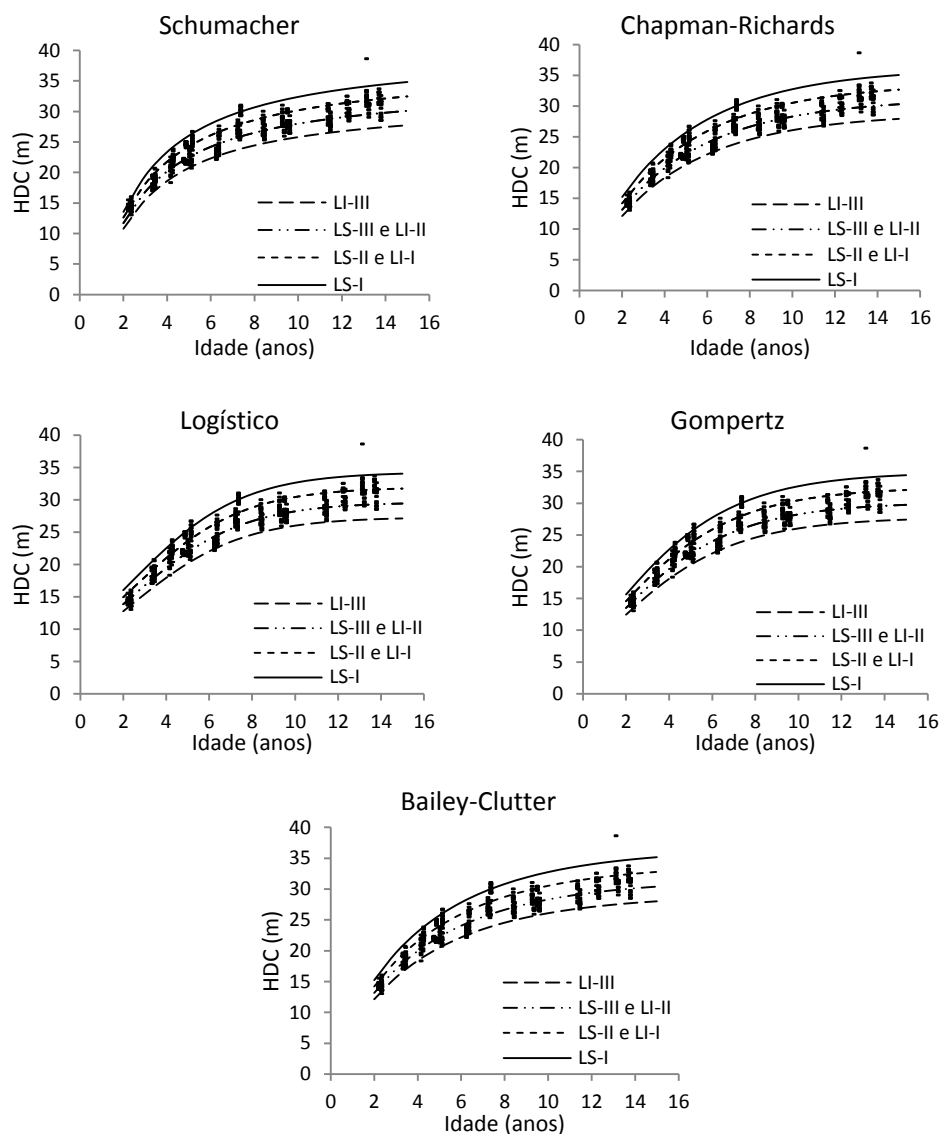 Schumacher
40
35
30
25
20
15
10
5
0
HDC (m)
LI-III
LS-III e LI-II
LS-II e LI-I
LS-I
0 2 4 6 8 10 12 14 16
Idade (anos)
Chapman-Richards
40
35
30
25
20
15
10
5
0
HDC (m)
LI-III
LS-III e LI-II
LS-II e LI-I
LS-I
0 2 4 6 8 10 12 14 16
Idade (anos)
Logístico
40
35
30
25
20
15
10
5
0
HDC (m)
LI-III
LS-III e LI-II
LS-II e LI-I
LS-I
0 2 4 6 8 10 12 14 16
Idade (anos)
Gompertz
40
35
30
25
20
15
10
5
0
HDC (m)
LI-III
LS-III e LI-II
LS-II e LI-I
LS-I
0 2 4 6 8 10 12 14 16
Idade (anos)
Bailey-Clutter
40
35
30
25
20
15
10
5
0
HDC (m)
LI-III
LS-III e LI-II
LS-II e LI-I
LS-I
0 2 4 6 8 10 12 14 16
Idade (anos)